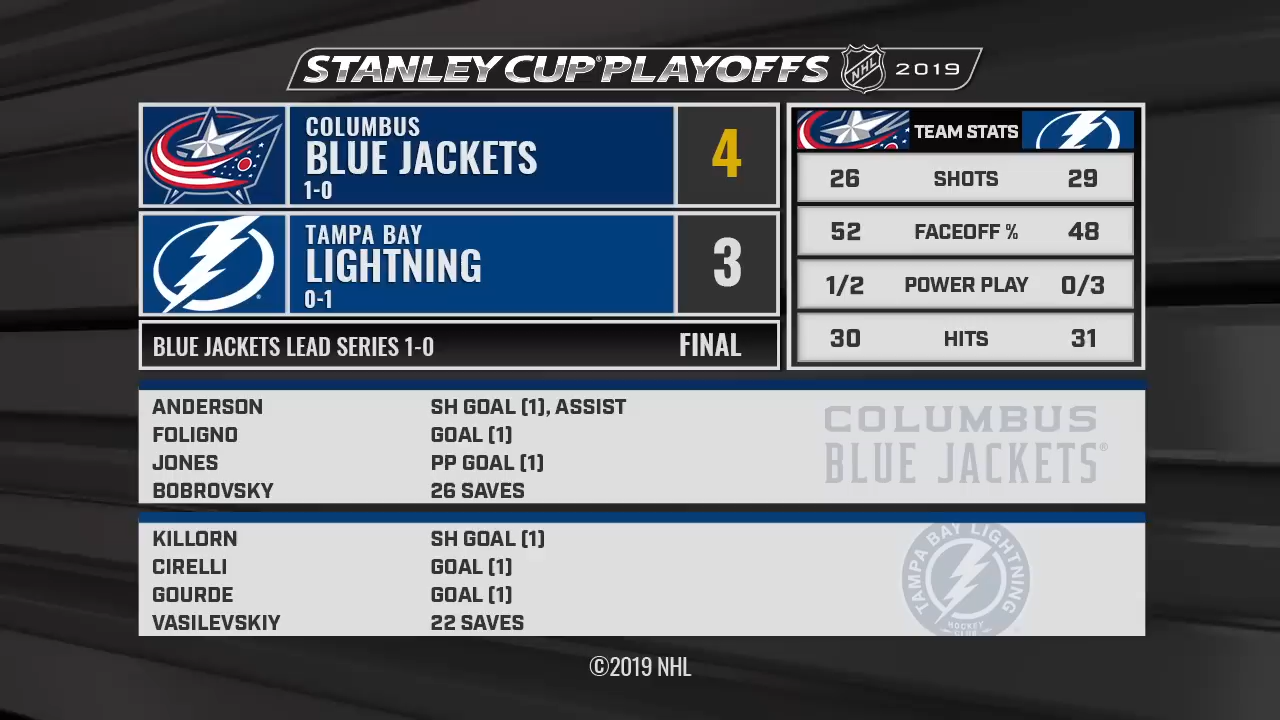 STANLEY CUP® PLAYOFFS NHL 2019
COLUMBUS
BLUE JACKETS
1-0
4
TAMPA BAY
LIGHTNING
0-1
3
BLUE JACKETS LEAD SERIES 1-0 FINAL
TEAM STATS
26 SHOTS 29
52 FACEOFF % 48
1/2 POWER PLAY 0/3
30 HITS 31
ANDERSON SH GOAL (1), ASSIST
FOLIGNO GOAL (1)
JONES PP GOAL (1)
BOBROVSKY 26 SAVES
COLUMBUS
BLUE JACKETS®
KILLORN SH GOAL (1)
CIRELLI GOAL (1)
GOURDE GOAL (1)
VASILEVSKIY 22 SAVES
TAMPA BAY LIGHTNING
HOCKEY
CLUB
©2019 NHL